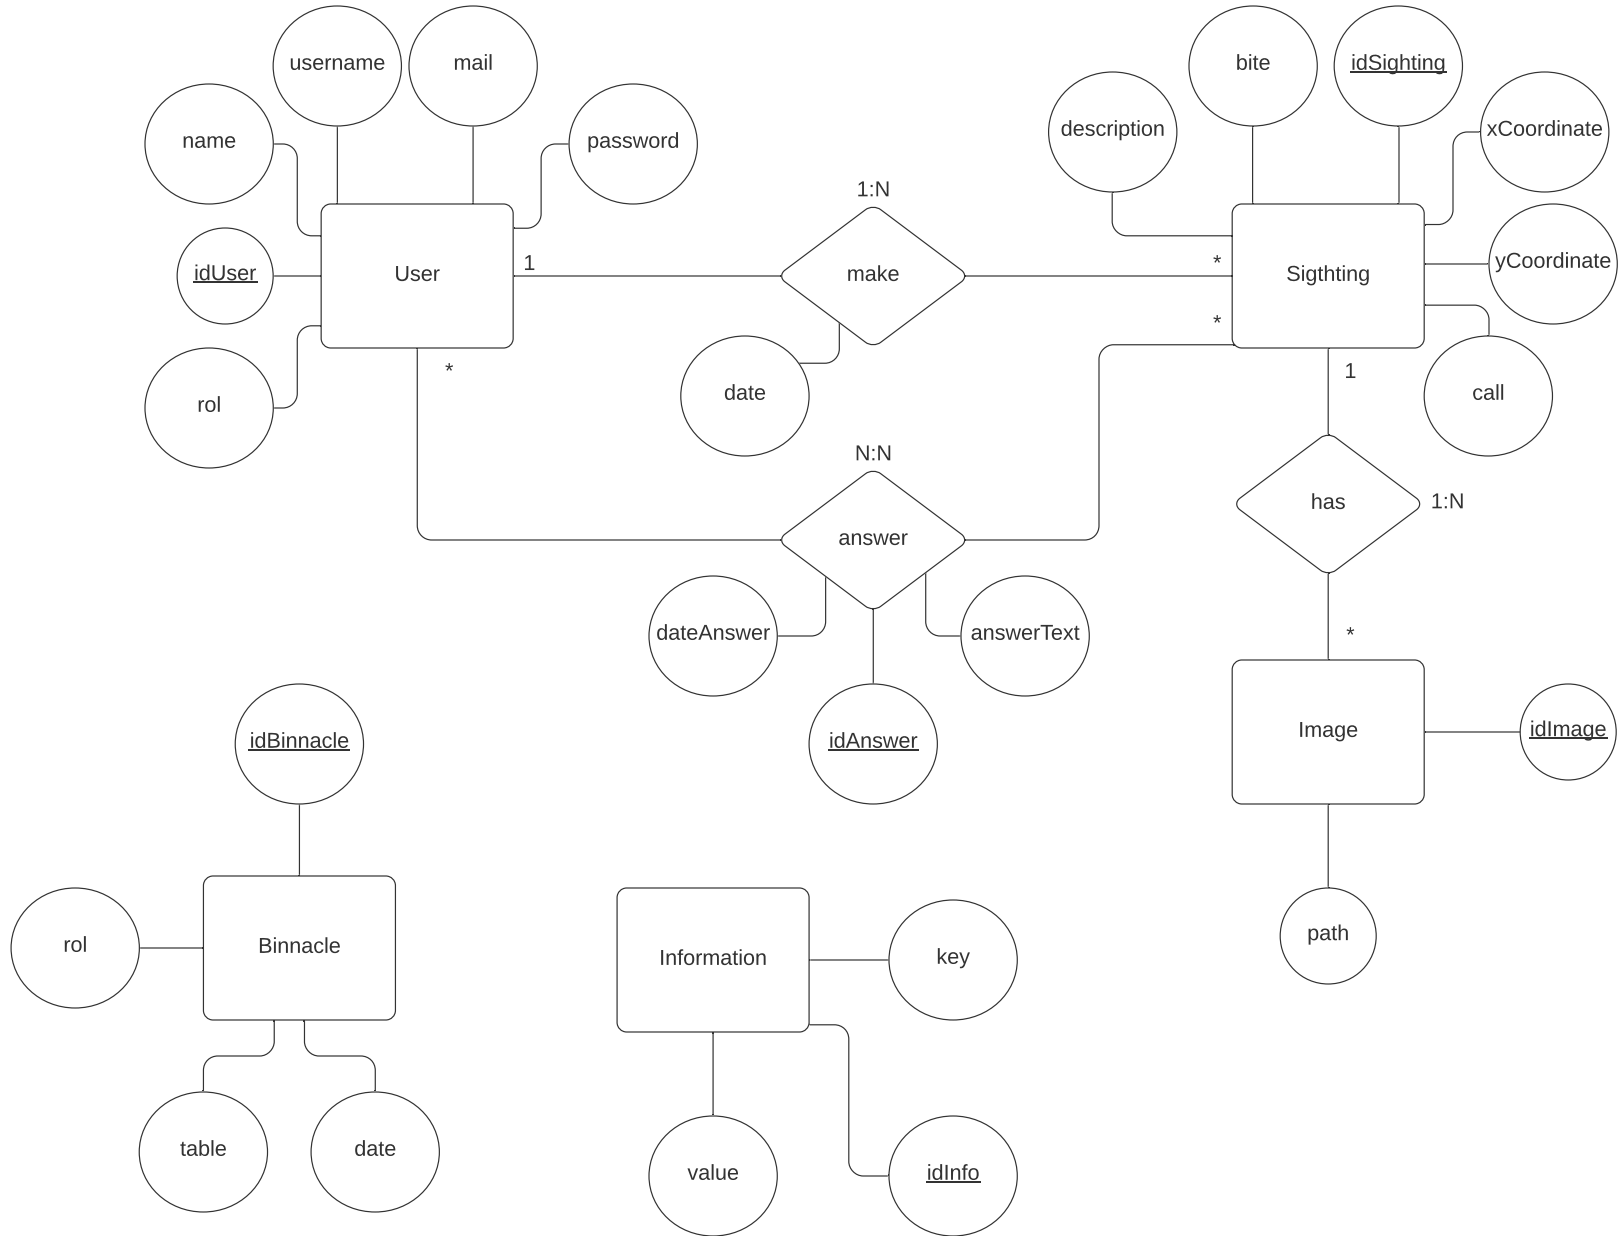 username
mail
bite
idSighting
name
password
description
xCoordinate
1:N
idUser
User
1
make
*
Sigthting
yCoordinate
*
*
1
rol
date
call
N:N
has
1:N
answer
dateAnswer
answerText
*
idBinnacle
idAnswer
Image
idImage
rol
Binnacle
Information
key
path
table
date
value
idInfo